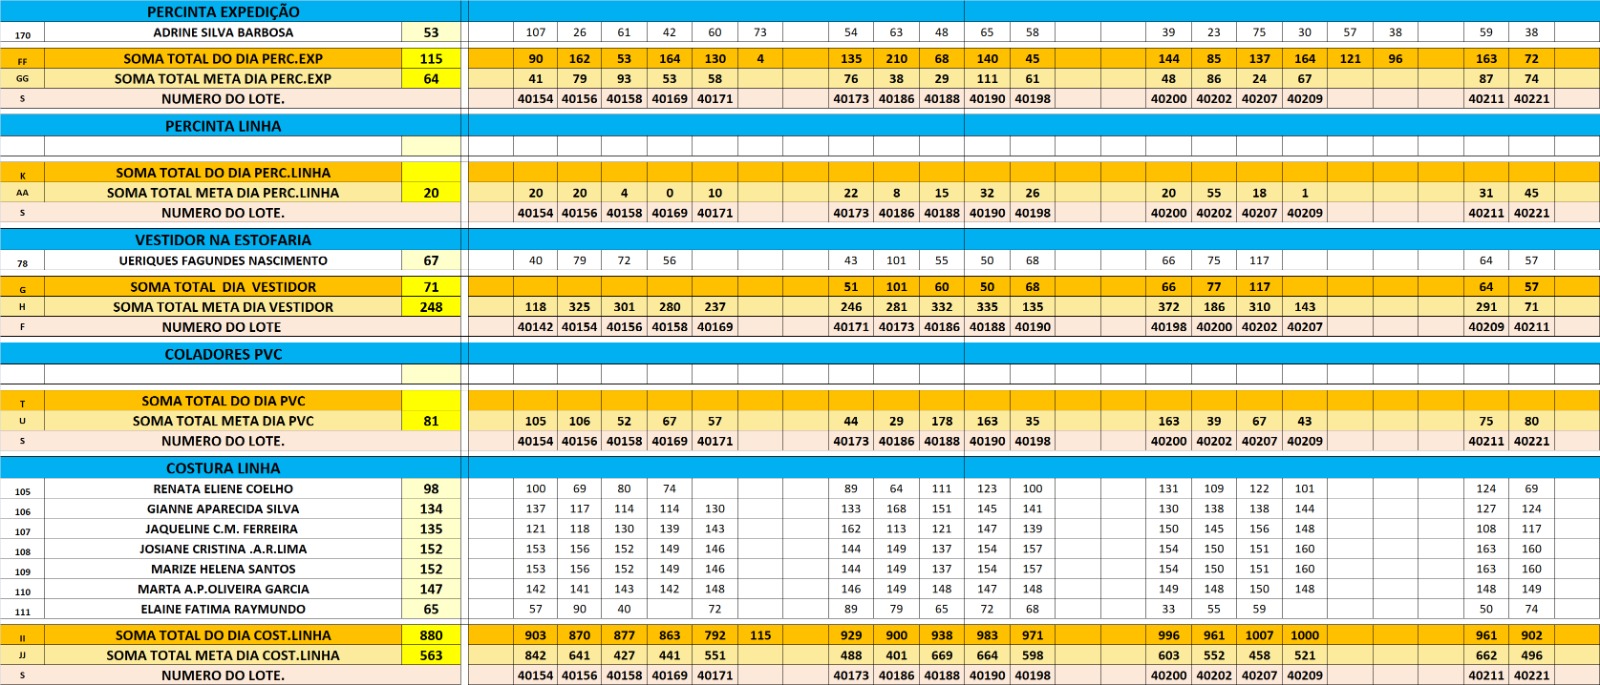 PERCINTA EXPEDIÇÃO
170 ADRINE SILVA BARBOSA 53 107 26 61 42 60 73 54 63 48 65 58 39 23 75 30 57 38 59 38
FF SOMA TOTAL DO DIA PERC.EXP 115 90 162 53 164 130 4 135 210 68 140 45 144 85 137 164 121 96 163 72
GG SOMA TOTAL META DIA PERC.EXP 64 41 79 93 53 58 76 38 29 111 61 48 86 24 67 87 74
S NUMERO DO LOTE. 40154 40156 40158 40169 40171 40173 40186 40188 40190 40198 40200 40202 40207 40209 40211 40221
PERCINTA LINHA
K SOMA TOTAL DO DIA PERC.LINHA
AA SOMA TOTAL META DIA PERC.LINHA 20 20 20 4 0 10 22 8 15 32 26 20 55 18 1 31 45
S NUMERO DO LOTE. 40154 40156 40158 40169 40171 40173 40186 40188 40190 40198 40200 40202 40207 40209 40211 40221
VESTIDOR NA ESTOFARIA
78 UERIQUES FAGUNDES NASCIMENTO 67 40 79 72 56 43 101 55 50 68 66 75 117 64 57
G SOMA TOTAL DIA VESTIDOR 71 51 101 60 50 68 66 77 117 64 57
H SOMA TOTAL META DIA VESTIDOR 248 118 325 301 280 237 246 281 332 335 135 372 186 310 143 291 71
F NUMERO DO LOTE 40142 40154 40156 40158 40169 40171 40173 40186 40188 40190 40198 40200 40202 40207 40209 40211
COLADORES PVC
T SOMA TOTAL DO DIA PVC
U SOMA TOTAL META DIA PVC 81 105 106 52 67 57 44 29 178 163 35 163 39 67 43 75 80
S NUMERO DO LOTE. 40154 40156 40158 40169 40171 40173 40186 40188 40190 40198 40200 40202 40207 40209 40211 40221
COSTURA LINHA
105 RENATA ELIENE COELHO 98 100 69 80 74 89 64 111 123 100 131 109 122 101 124 69
106 GIANNE APARECIDA SILVA 134 137 117 114 114 130 133 168 151 145 141 130 138 138 144 127 124
107 JAQUELINE C.M. FERREIRA 135 121 118 130 139 143 162 113 121 147 139 150 145 156 148 108 117
108 JOSIANE CRISTINA .A.R.LIMA 152 153 156 152 149 146 144 149 137 154 157 154 150 151 160 163 160
109 MARIZE HELENA SANTOS 152 153 156 152 149 146 144 149 137 154 157 154 150 151 160 163 160
110 MARTA A.P.OLIVEIRA GARCIA 147 142 141 143 142 148 146 149 148 147 148 149 148 150 148 148 149
111 ELAINE FATIMA RAYMUNDO 65 57 90 40 72 89 79 65 72 68 33 55 59 50 74
II SOMA TOTAL DO DIA COST.LINHA 880 903 870 877 863 792 115 929 900 938 983 971 996 961 1007 1000 961 902
JJ SOMA TOTAL META DIA COST.LINHA 563 842 641 427 441 551 488 401 669 664 598 603 552 458 521 662 496
S NUMERO DO LOTE. 40154 40156 40158 40169 40171 40173 40186 40188 40190 40198 40200 40202 40207 40209 40211 40221